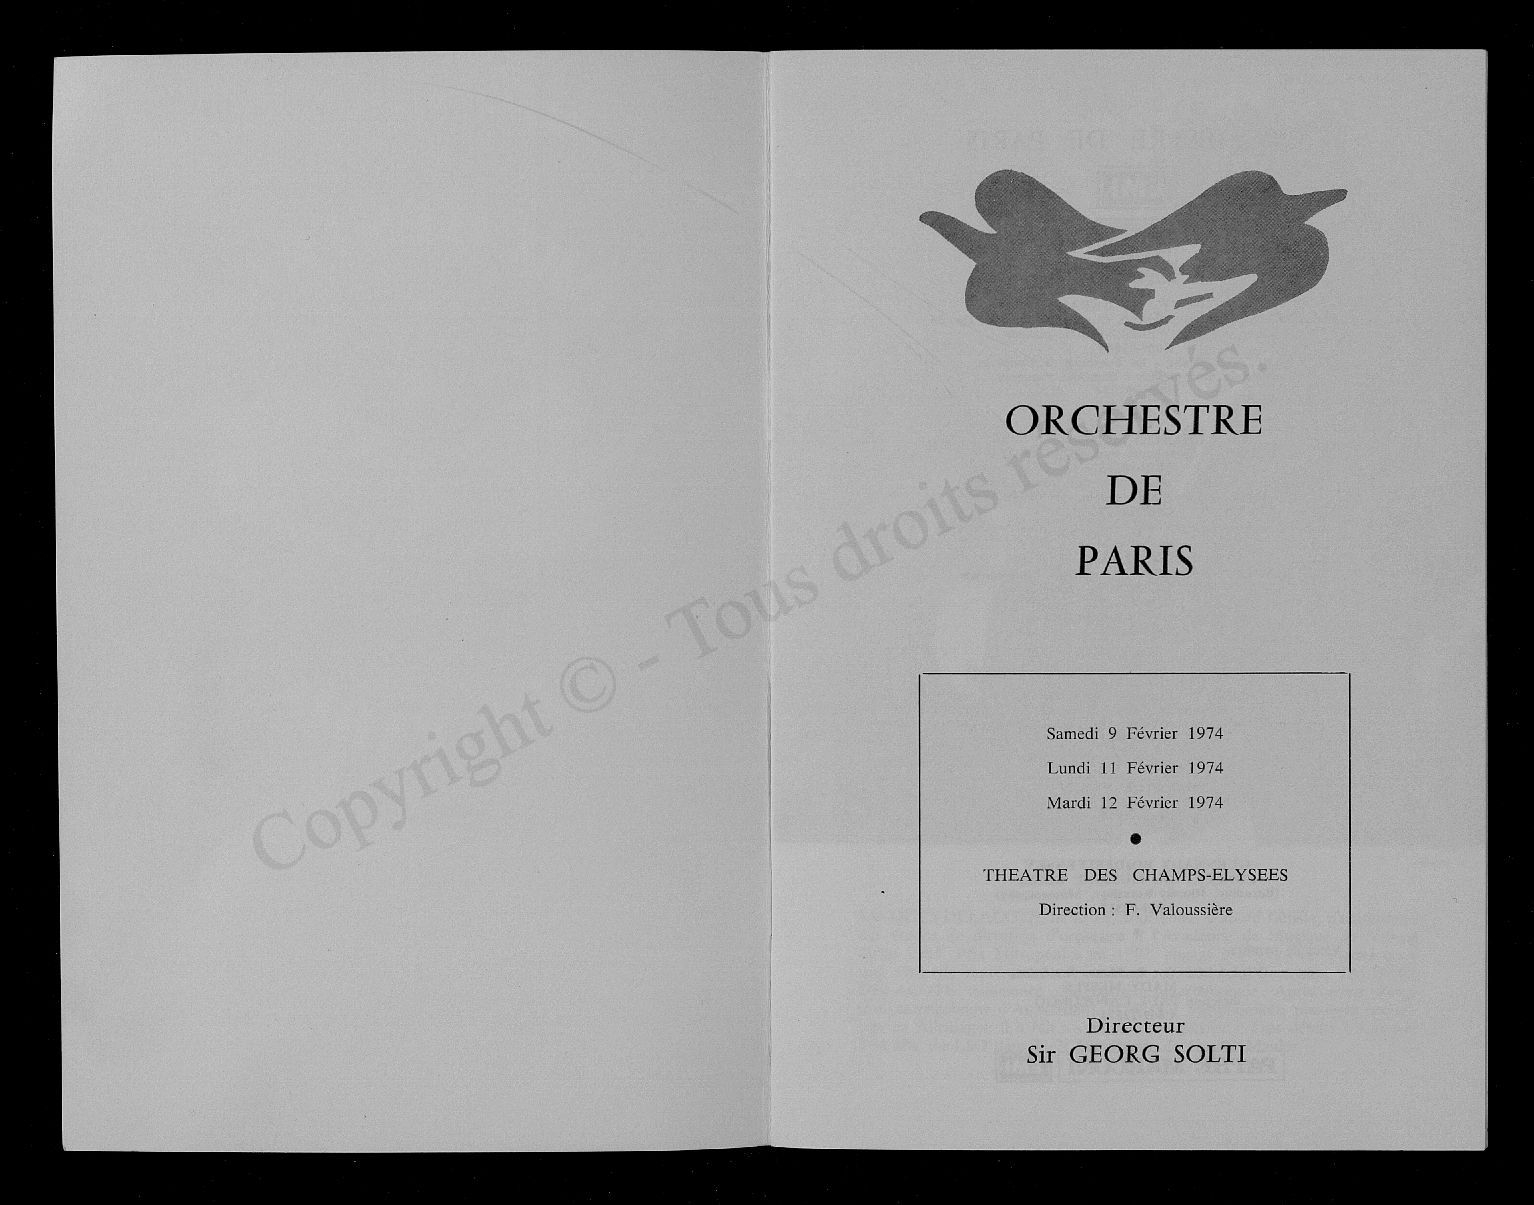 ORCHESTRE
DE
PARIS
Samedi 9 Février 1974
Lundi 11 Février 1974
Mardi 12 Février 1974
THEATRE DES CHAMPS-ELYSEES
Direction : F. Valoussière
Directeur
Sir GEORG SOLTI
Copyright © - Tous droits reservés.